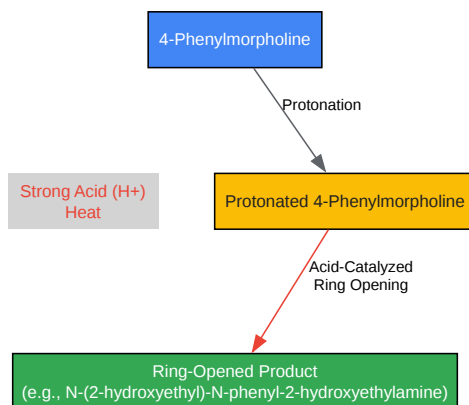 4-Phenylmorpholine
Protonation
Strong Acid (H+)
Heat
Protonated 4-Phenylmorpholine
Acid-Catalyzed
Ring Opening
Ring-Opened Product
(e.g., N-(2-hydroxyethyl)-N-phenyl-2-hydroxyethylamine)